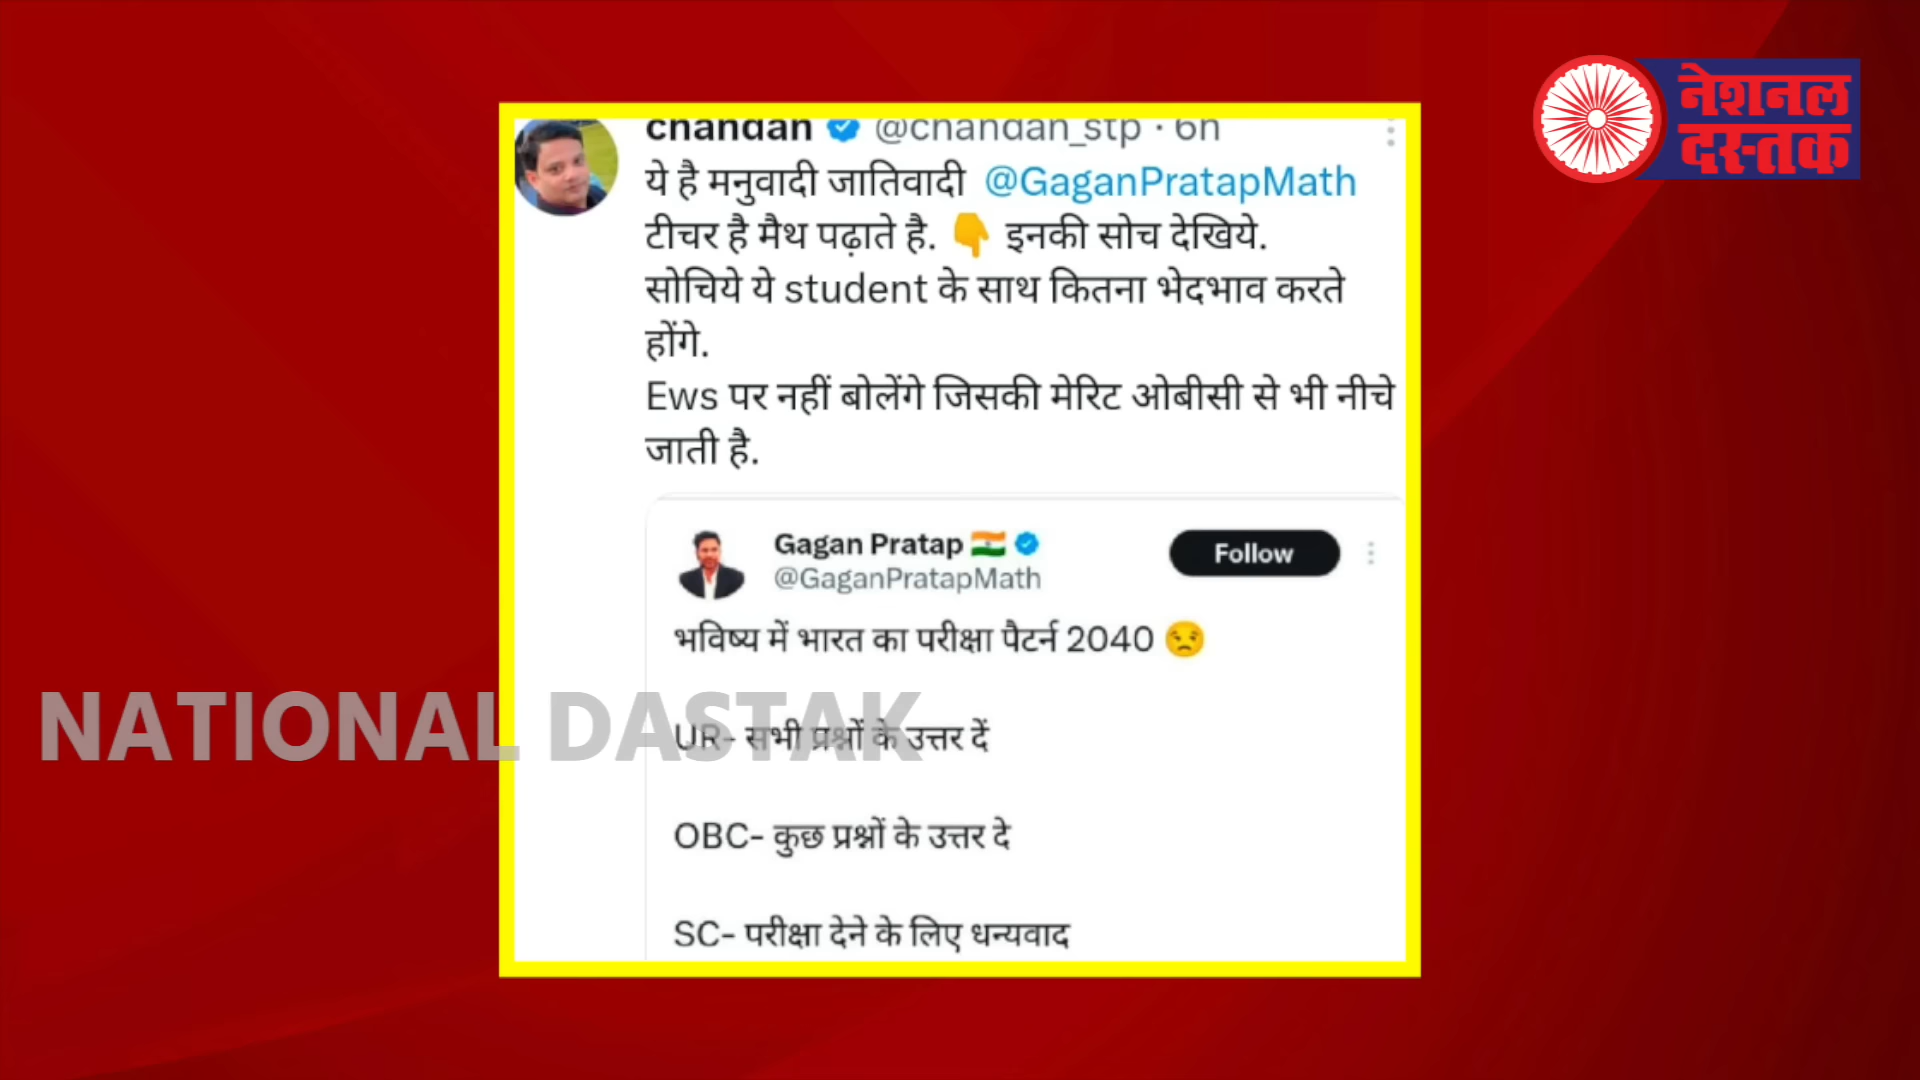 नेशनल
दस्तक
chandan @chandan_stp · 6h
ये है मनुवादी जातिवादी @GaganPratapMath
टीचर है मैथ पढ़ाते है. 👇 इनकी सोच देखिये.
सोचिये ये student के साथ कितना भेदभाव करते
होंगे.
Ews पर नहीं बोलेंगे जिसकी मेरिट ओबीसी से भी नीचे
जाती है.
Gagan Pratap 🇮🇳
@GaganPratapMath
Follow
भविष्य में भारत का परीक्षा पैटर्न 2040 😒
NATIONAL DASTAK
UR- सभी प्रश्नों के उत्तर दें
OBC- कुछ प्रश्नों के उत्तर दे
SC- परीक्षा देने के लिए धन्यवाद